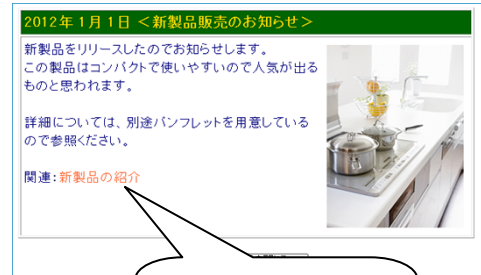 2012年1月1日 <新製品販売のお知らせ>
新製品をリリースしたのでお知らせします。
この製品はコンパクトで使いやすいので人気が出る
ものと思われます。
詳細については、別途パンフレットを用意している
ので参照ください。
関連:新製品の紹介